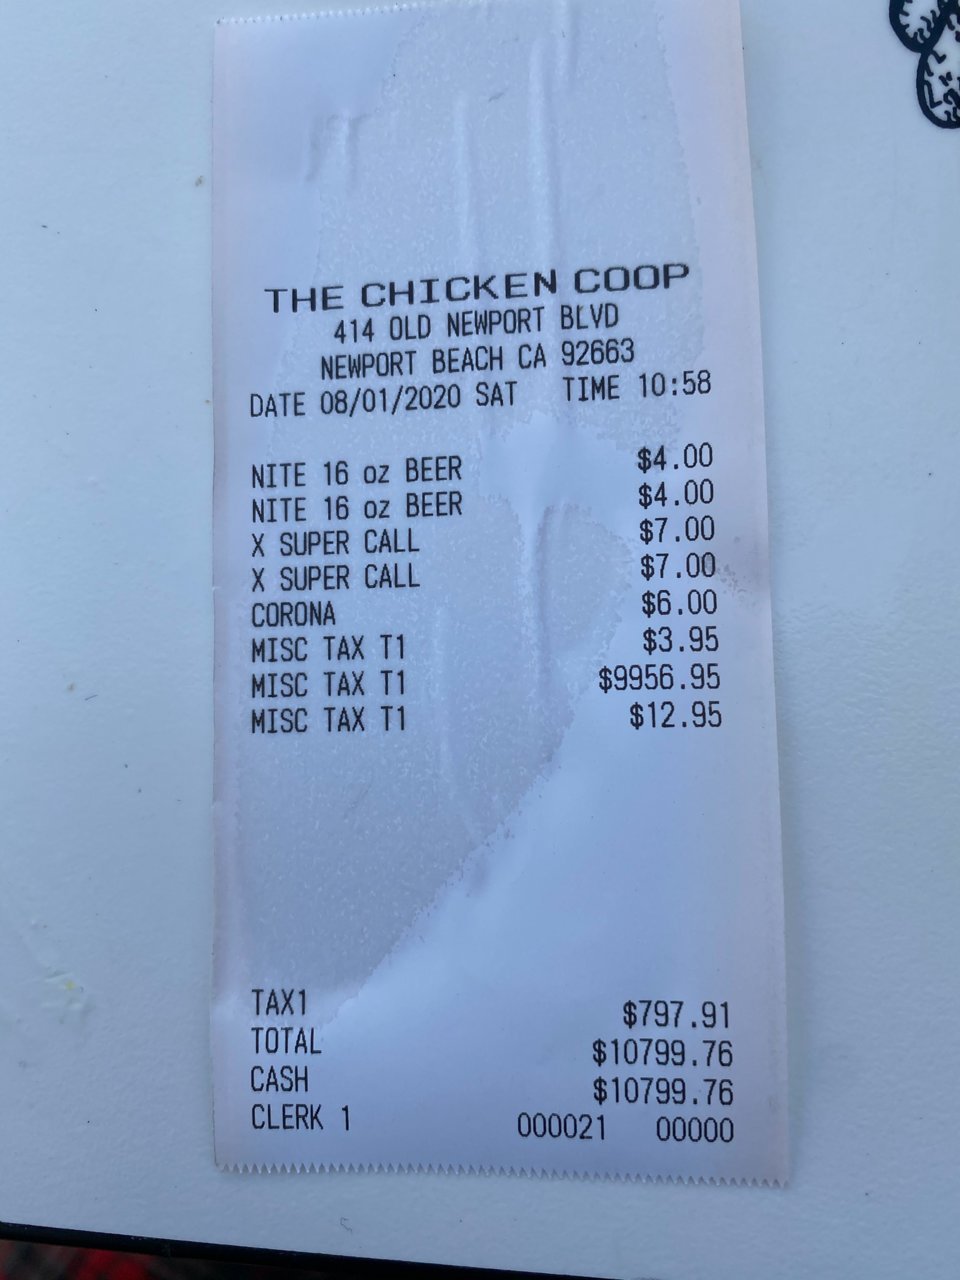 THE CHICKEN COOP
414 OLD NEWPORT BLVD
NEWPORT BEACH CA 92663
DATE 08/01/2020 SAT TIME 10:58
NITE 16 oz BEER $4.00
NITE 16 oz BEER $4.00
X SUPER CALL $7.00
X SUPER CALL $7.00
CORONA $6.00
MISC TAX T1 $3.95
MISC TAX T1 $9956.95
MISC TAX T1 $12.95
TAX1 $797.91
TOTAL $10799.76
CASH $10799.76
CLERK 1 000021 00000